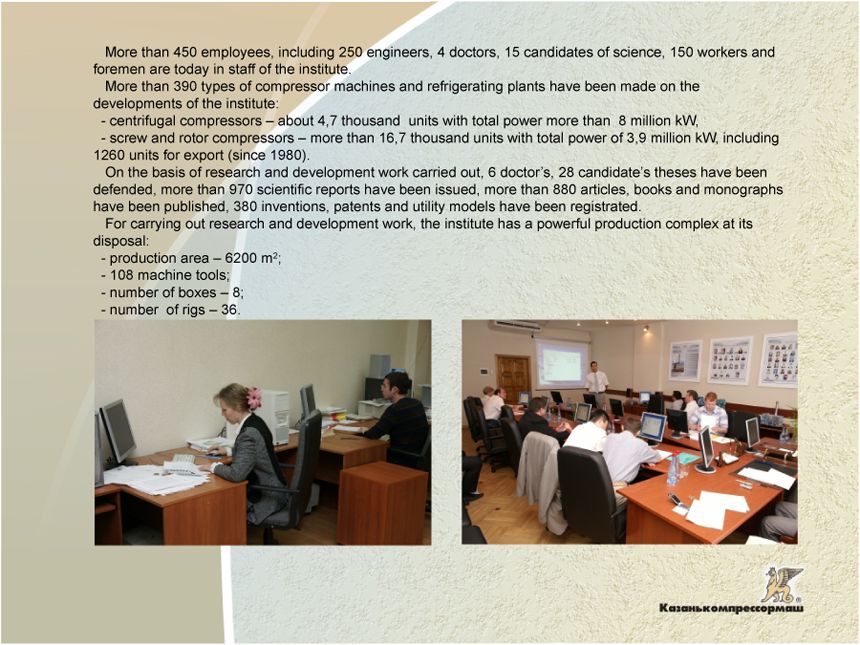 More than 450 employees, including 250 engineers, 4 doctors, 15 candidates of science, 150 workers and
foremen are today in staff of the institute.
More than 390 types of compressor machines and refrigerating plants have been made on the
developments of the institute:
- centrifugal compressors – about 4,7 thousand  units with total power more than  8 million kW,
- screw and rotor compressors – more than 16,7 thousand units with total power of 3,9 million kW, including
1260 units for export (since 1980).
On the basis of research and development work carried out, 6 doctor's, 28 candidate's theses have been
defended, more than 970 scientific reports have been issued, more than 880 articles, books and monographs
have been published, 380 inventions, patents and utility models have been registrated.
For carrying out research and development work, the institute has a powerful production complex at its
disposal:
- production area – 6200 m²;
- 108 machine tools;
- number of boxes – 8;
- number  of rigs – 36.
®
Казанькомпрессормаш